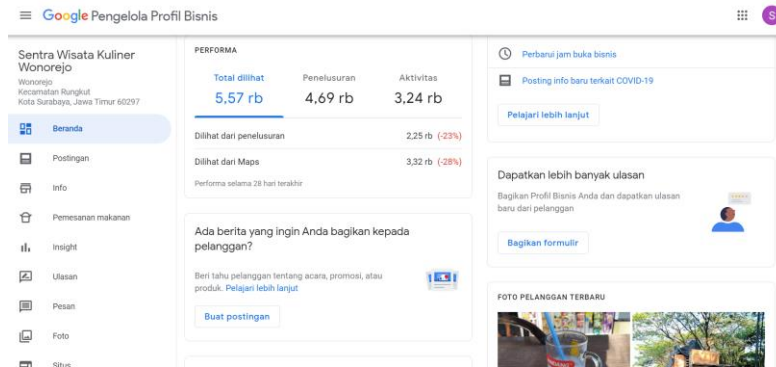 Google Pengelola Profil Bisnis
S
Sentra Wisata Kuliner
Wonorejo
Wonorejo
Kecamatan Rungkut
Kota Surabaya, Jawa Timur 60297
Beranda
Postingan
Info
Pemesanan makanan
Insight
Ulasan
Pesan
Foto
Situs
PERFORMA
Total dilihat
5,57 rb
Penelusuran
4,69 rb
Aktivitas
3,24 rb
Dilihat dari penelusuran 2,25 rb (-23%)
Dilihat dari Maps 3,32 rb (-28%)
Performa selama 28 hari terakhir
Ada berita yang ingin Anda bagikan kepada
pelanggan?
Beri tahu pelanggan tentang acara, promosi, atau
produk. Pelajari lebih lanjut
Buat postingan
Perbarui jam buka bisnis
Posting info baru terkait COVID-19
Pelajari lebih lanjut
Dapatkan lebih banyak ulasan
Bagikan Profil Bisnis Anda dan dapatkan ulasan
baru dari pelanggan
Bagikan formulir
FOTO PELANGGAN TERBARU